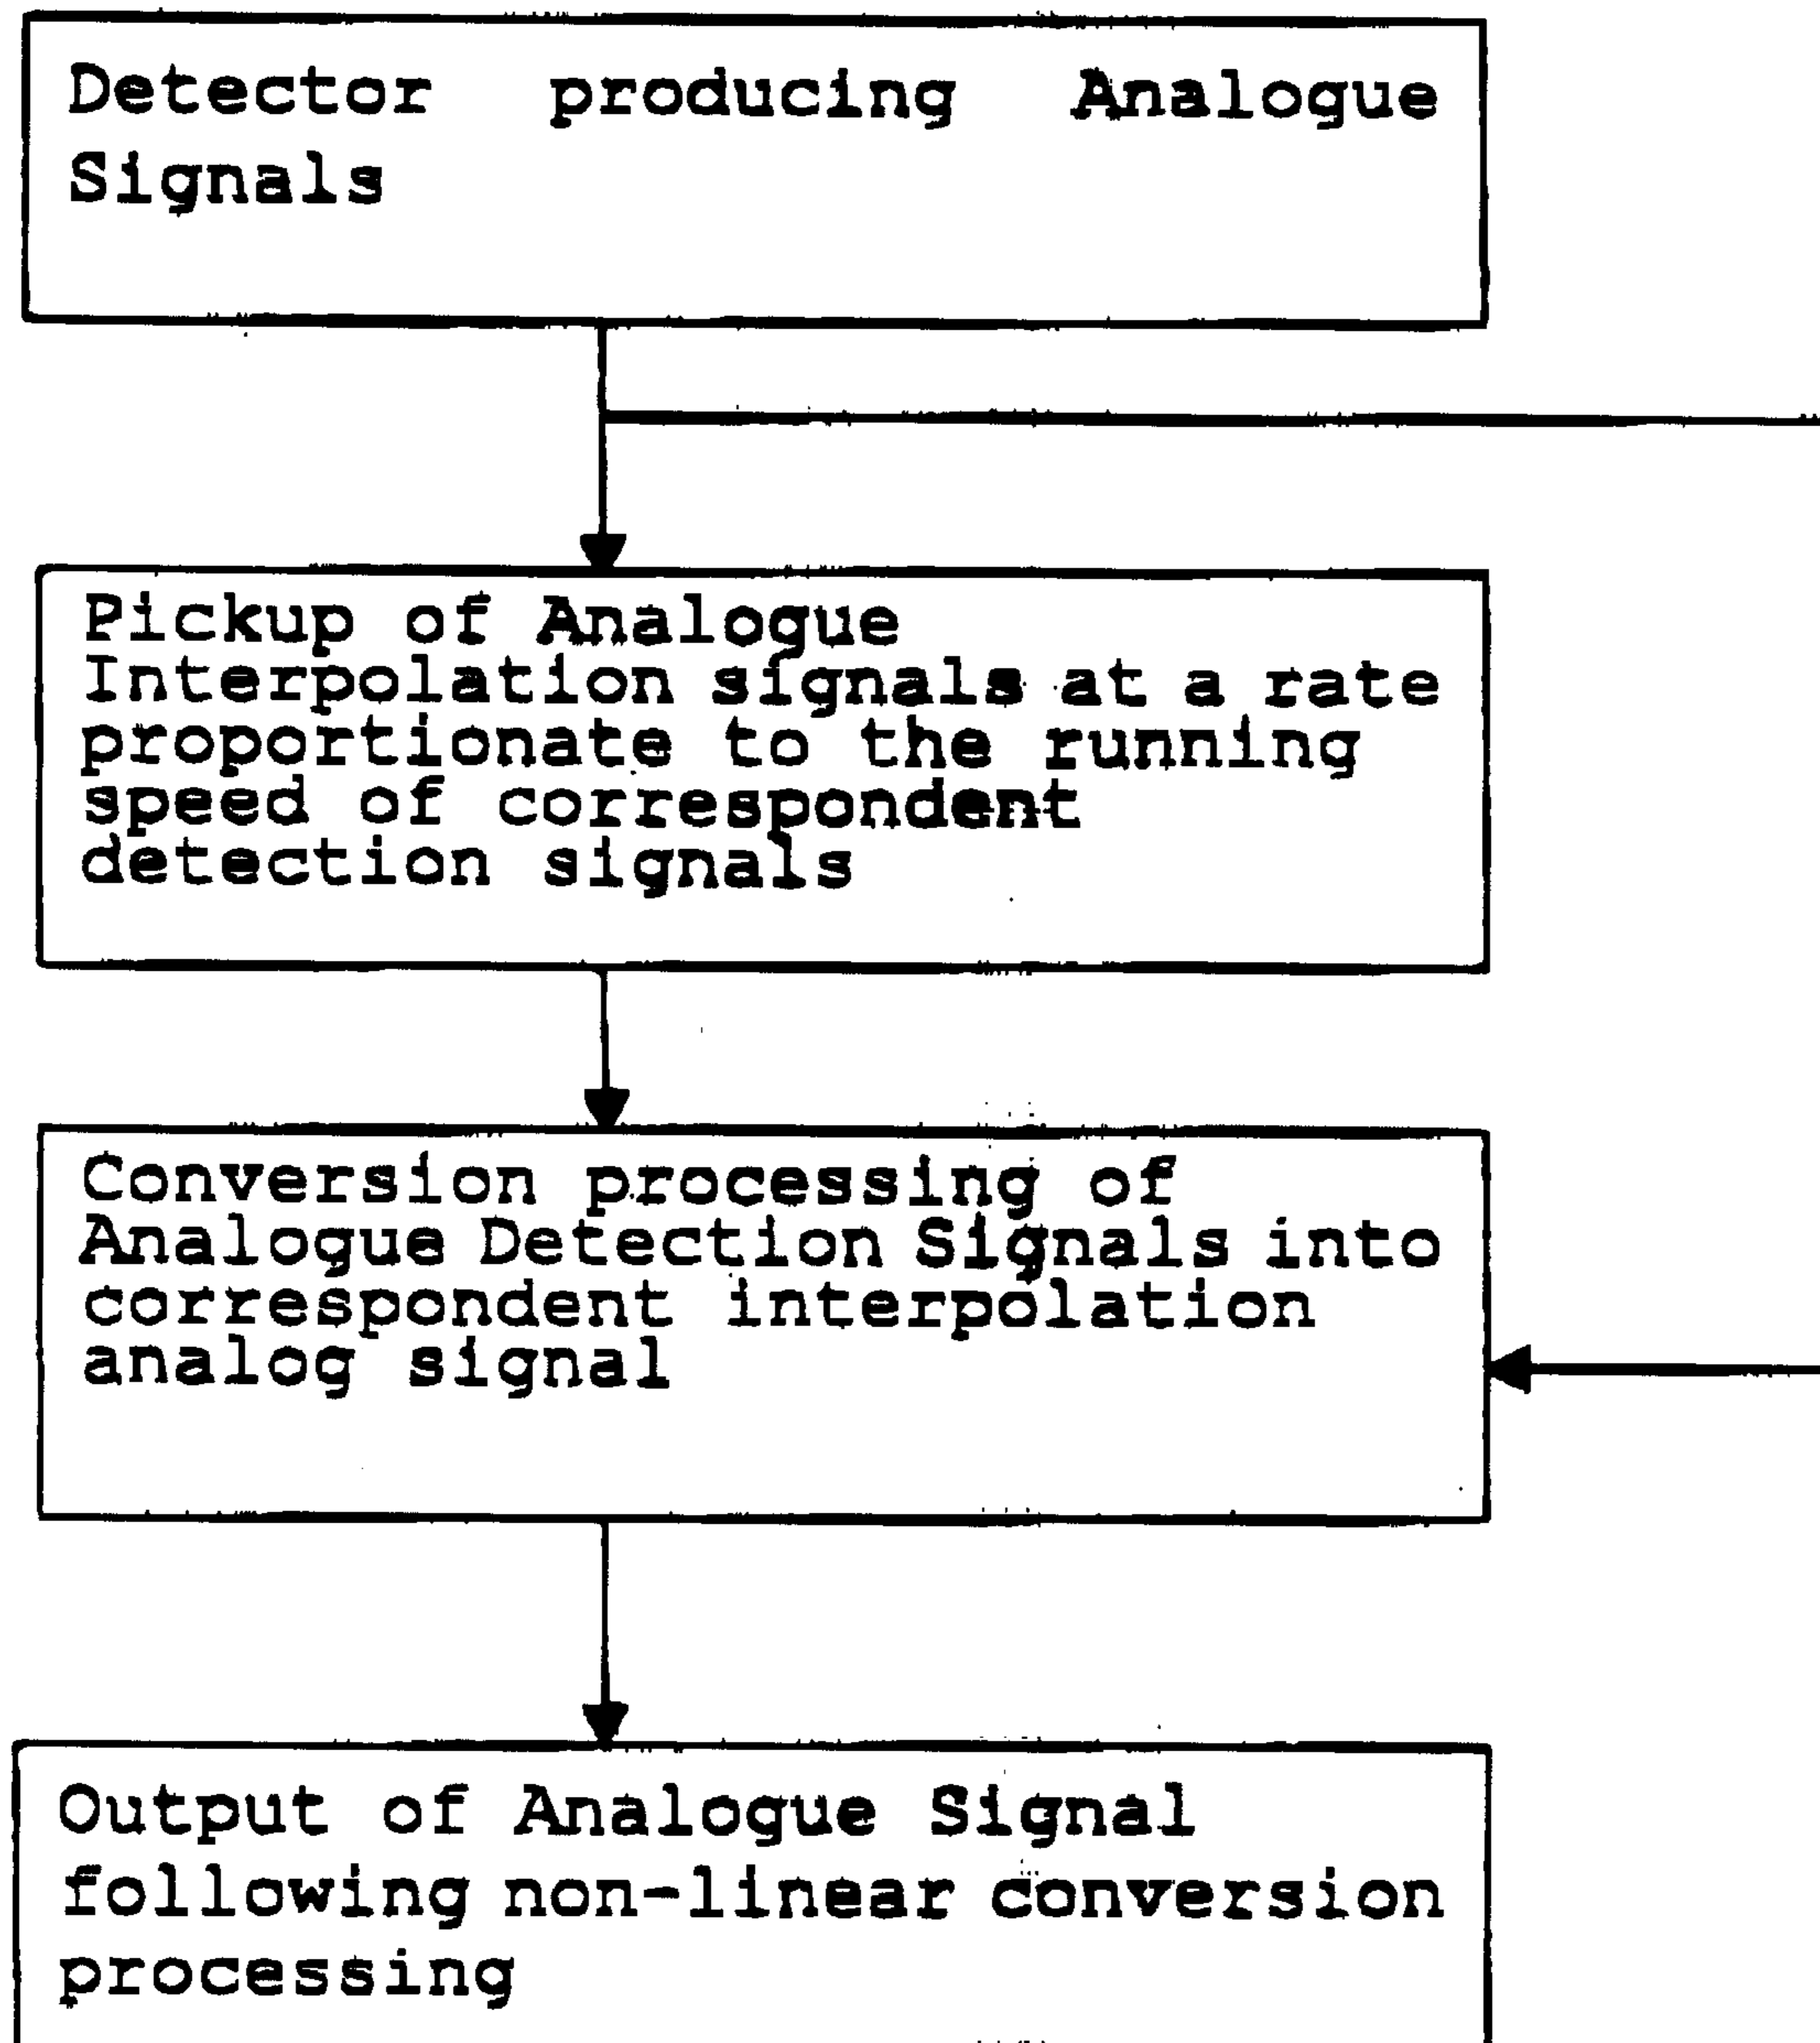 Detector producing Analogue
Signals
Pickup of Analogue
Interpolation signals at a rate
proportionate to the running
speed of correspondent
detection signals
Conversion processing of
Analogue Detection Signals into
correspondent interpolation
analog signal
Output of Analogue Signal
following non-linear conversion
processing